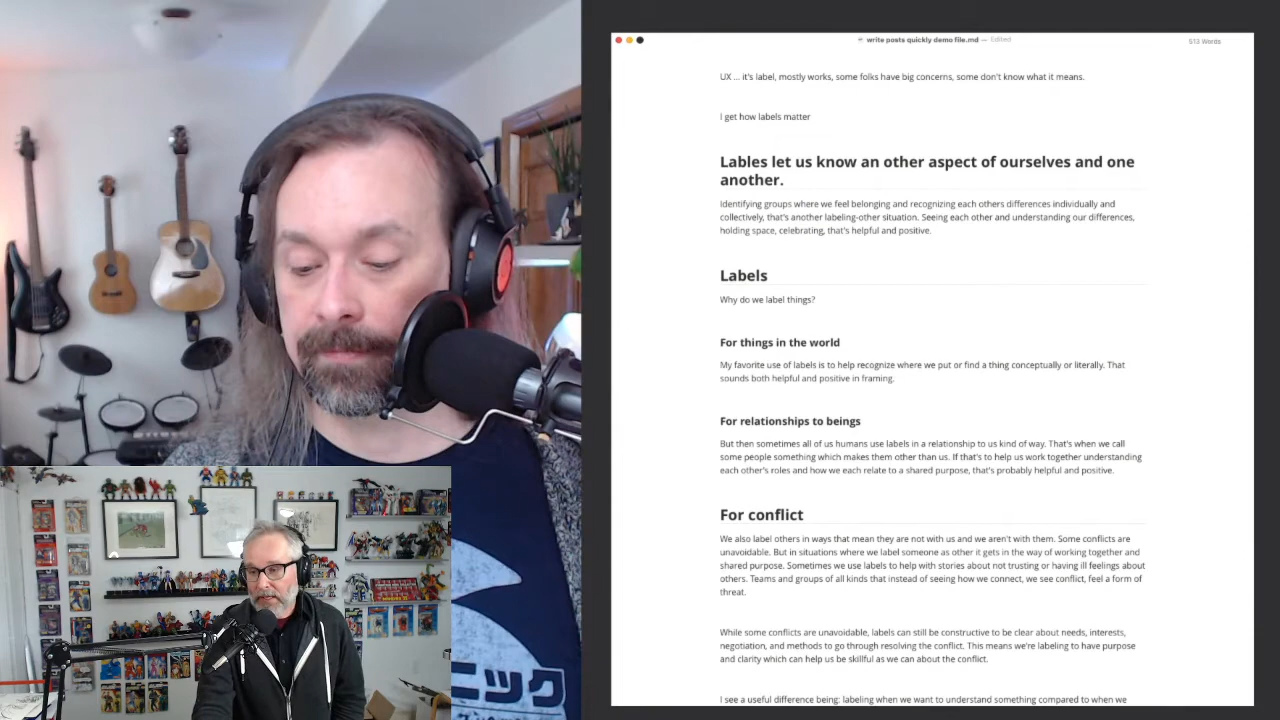 write posts quickly demo file.md — Edited
513 Words
UX ... it's label, mostly works, some folks have big concerns, some don't know what it means.
I get how labels matter
Lables let us know an other aspect of ourselves and one
another.
Identifying groups where we feel belonging and recognizing each others differences individually and
collectively, that's another labeling-other situation. Seeing each other and understanding our differences,
holding space, celebrating, that's helpful and positive.
Labels
Why do we label things?
For things in the world
My favorite use of labels is to help recognize where we put or find a thing conceptually or literally. That
sounds both helpful and positive in framing.
For relationships to beings
But then sometimes all of us humans use labels in a relationship to us kind of way. That's when we call
some people something which makes them other than us. If that's to help us work together understanding
each other's roles and how we each relate to a shared purpose, that's probably helpful and positive.
For conflict
We also label others in ways that mean they are not with us and we aren't with them. Some conflicts are
unavoidable. But in situations where we label someone as other it gets in the way of working together and
shared purpose. Sometimes we use labels to help with stories about not trusting or having ill feelings about
others. Teams and groups of all kinds that instead of seeing how we connect, we see conflict, feel a form of
threat.
While some conflicts are unavoidable, labels can still be constructive to be clear about needs, interests,
negotiation, and methods to go through resolving the conflict. This means we're labeling to have purpose
and clarity which can help us be skillful as we can about the conflict.
I see a useful difference being: labeling when we want to understand something compared to when we
ック